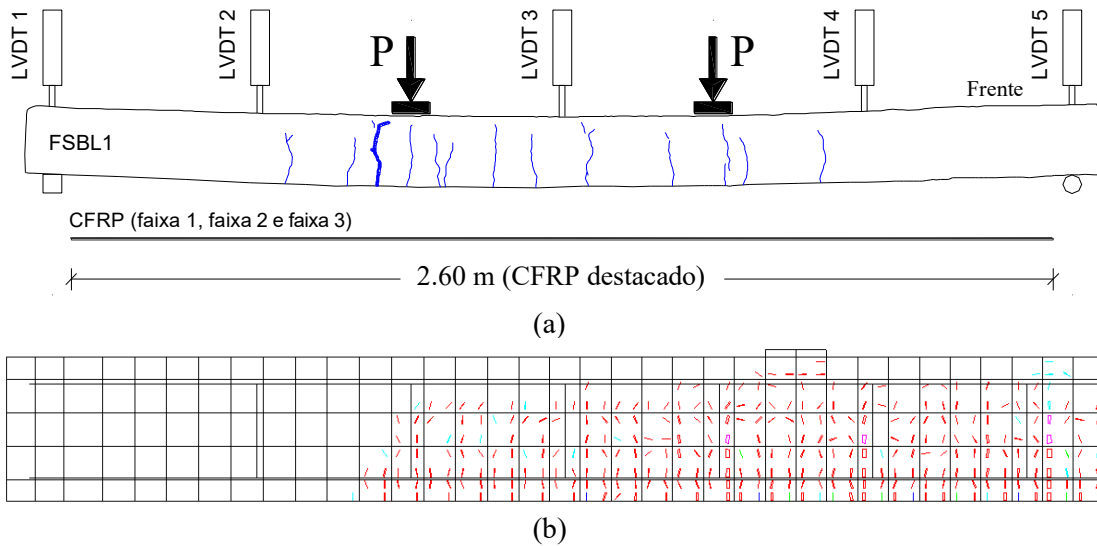 LVDT 1
LVDT 2
LVDT 3
LVDT 4
LVDT 5
P
P
Frente
FSBL1
CFRP (faixa 1, faixa 2 e faixa 3)
2.60 m (CFRP destacado)
(a)
(b)